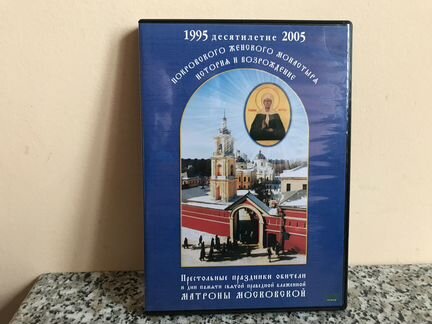 1995 десятилетие 2005
Покровского женского монастыря
история и возрождение
Престольные праздники обители
и дни памяти святой праведной блаженной
Матроны Московской